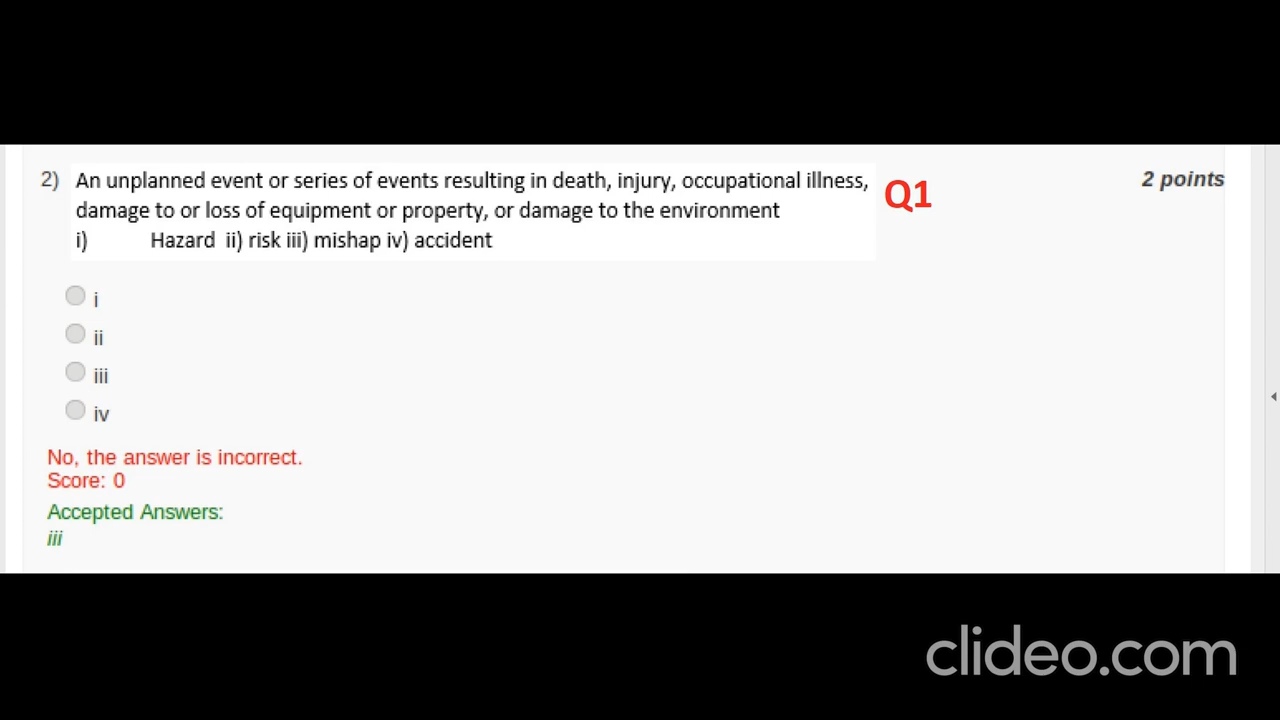 2) An unplanned event or series of events resulting in death, injury, occupational illness, Q1 2 points
damage to or loss of equipment or property, or damage to the environment
i) Hazard ii) risk iii) mishap iv) accident
i
ii
iii
iv
No, the answer is incorrect.
Score: 0
Accepted Answers:
iii
clideo.com